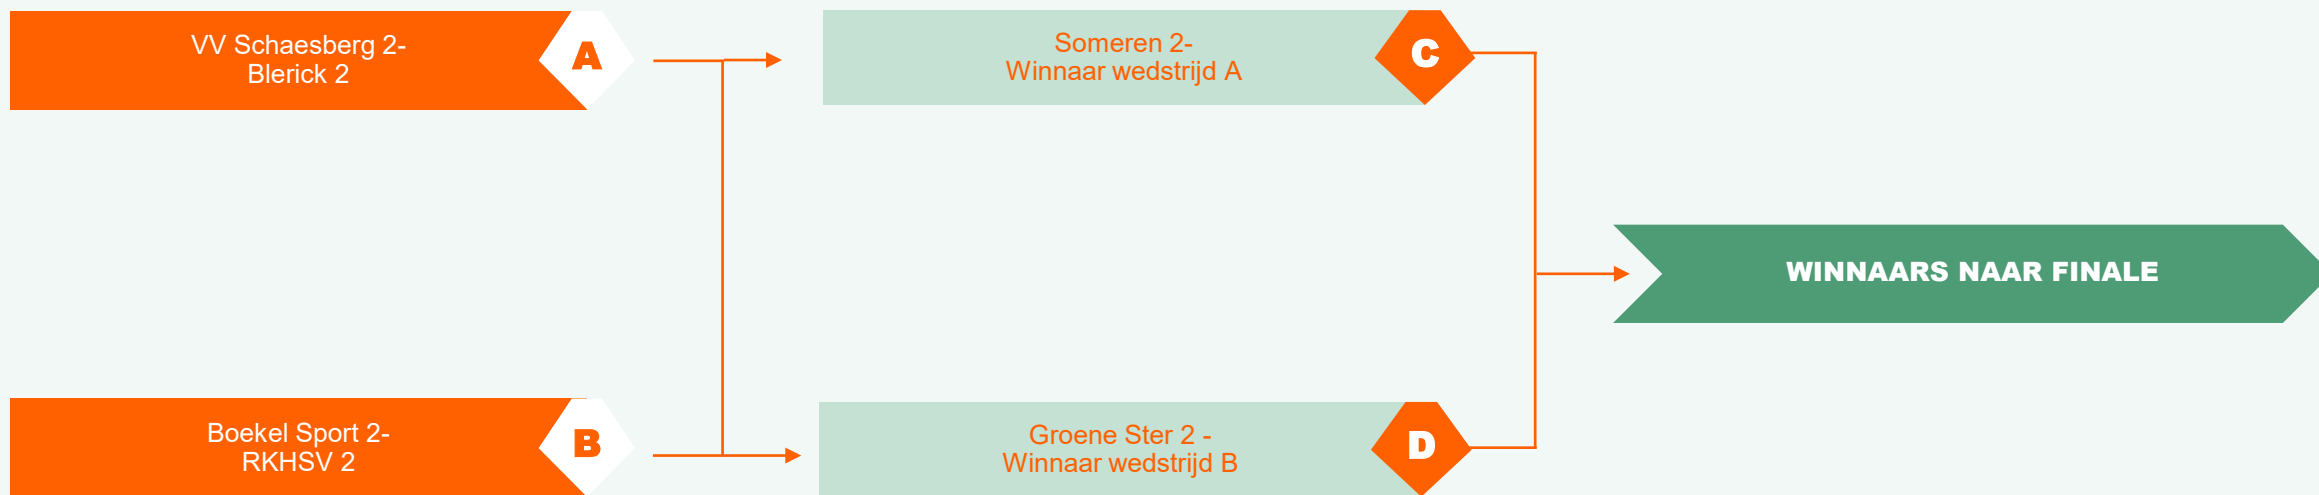 VV Schaesberg 2-
Blerick 2
A
Someren 2-
Winnaar wedstrijd A
C
WINNAARS NAAR FINALE
Boekel Sport 2-
RKHSV 2
B
Groene Ster 2 -
Winnaar wedstrijd B
D